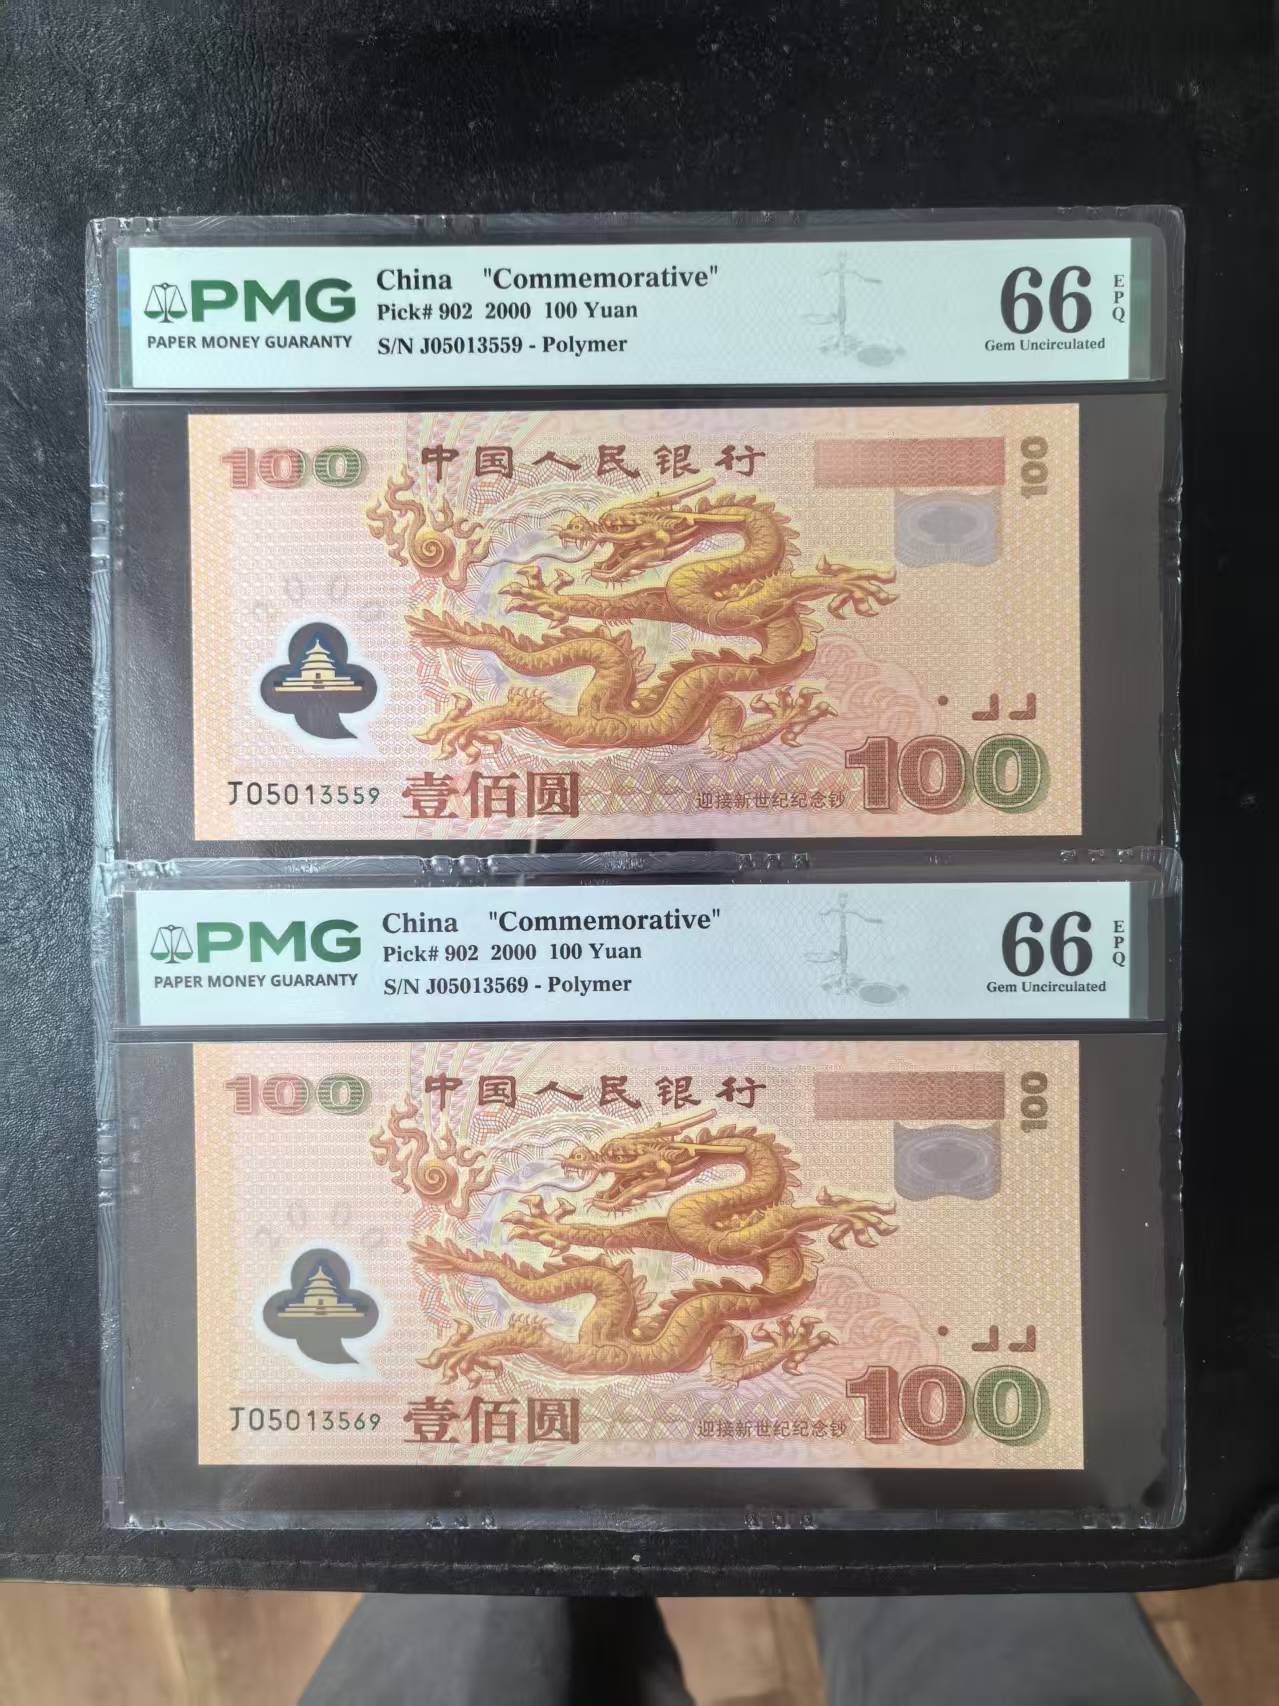 PMG
PAPER MONEY GUARANTY
China "Commemorative"
Pick# 902 2000 100 Yuan
S/N J05013559 - Polymer
66
EPQ
Gem Uncirculated
100
中国人民银行
100
2000
J05013559
壹佰圆
迎接新世纪纪念钞
100
PMG
PAPER MONEY GUARANTY
China "Commemorative"
Pick# 902 2000 100 Yuan
S/N J05013569 - Polymer
66
EPQ
Gem Uncirculated
100
中国人民银行
100
2000
J05013569
壹佰圆
迎接新世纪纪念钞
100